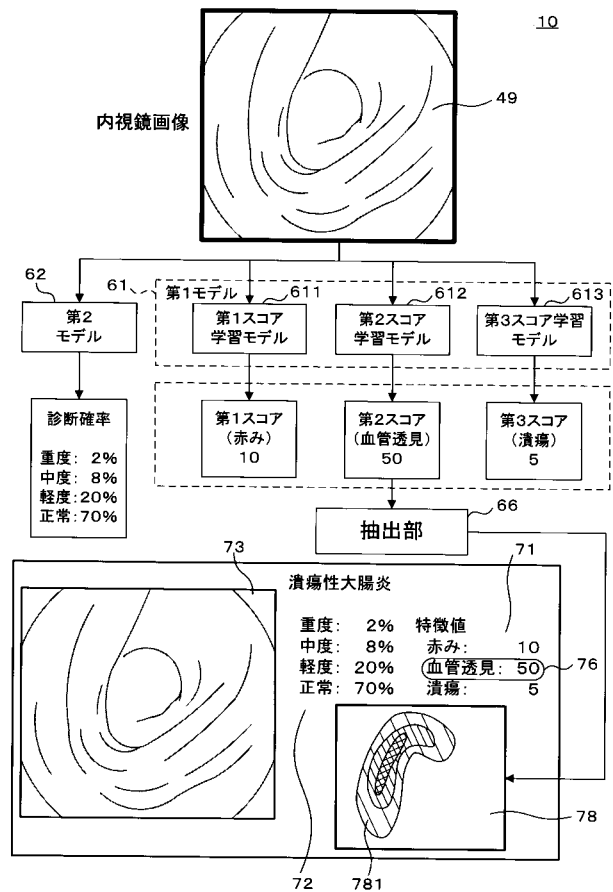 10
49
内視鏡画像
62
61
第1モデル
611
612
613
第2
モデル
第1スコア
学習モデル
第2スコア
学習モデル
第3スコア学習
モデル
診断確率
重度: 2%
中度: 8%
軽度:20%
正常:70%
第1スコア
(赤み)
10
第2スコア
(血管透見)
50
第3スコア
(潰瘍)
5
66
抽出部
73
71
潰瘍性大腸炎
重度: 2%
中度: 8%
軽度: 20%
正常: 70%
特徴値
赤み: 10
血管透見: 50
潰瘍: 5
76
78
781
72